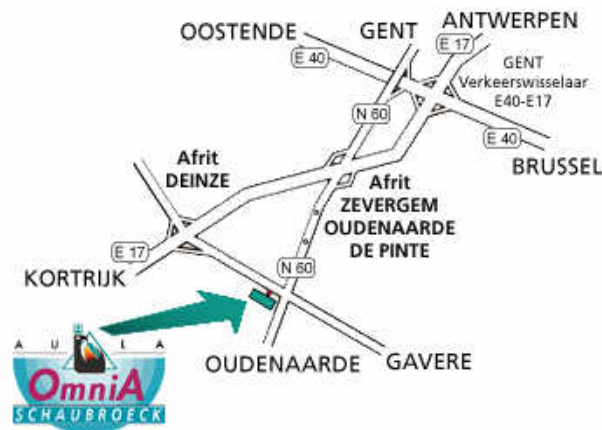 ANTWERPEN
OOSTENDE
GENT
E 17
E 40
GENT
Verkeerswisselaar
E40-E17
N 60
E 40
BRUSSEL
Afrit
DEINZE
Afrit
ZEVERGEM
OUDENAARDE
DE PINTE
E 17
N 60
KORTRIJK
OUDENAARDE
GAVERE
AULA
OmniA
SCHAUBROECK